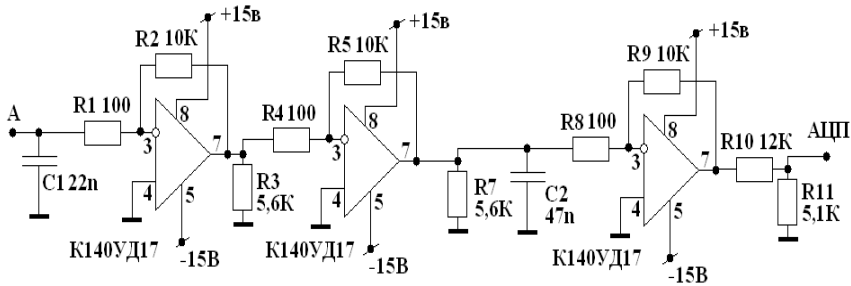 +15в
R2 10К
R5 10К
+15в
R9 10К
+15в
А
R1 100
8
3
7
4
5
C1 22n
R3
5,6К
К140УД17
-15В
R4 100
8
3
7
4
5
R7
5,6К
C2
47n
К140УД17
-15В
R8 100
8
3
7
4
5
R10 12К
АЦП
R11
5,1К
К140УД17
-15В